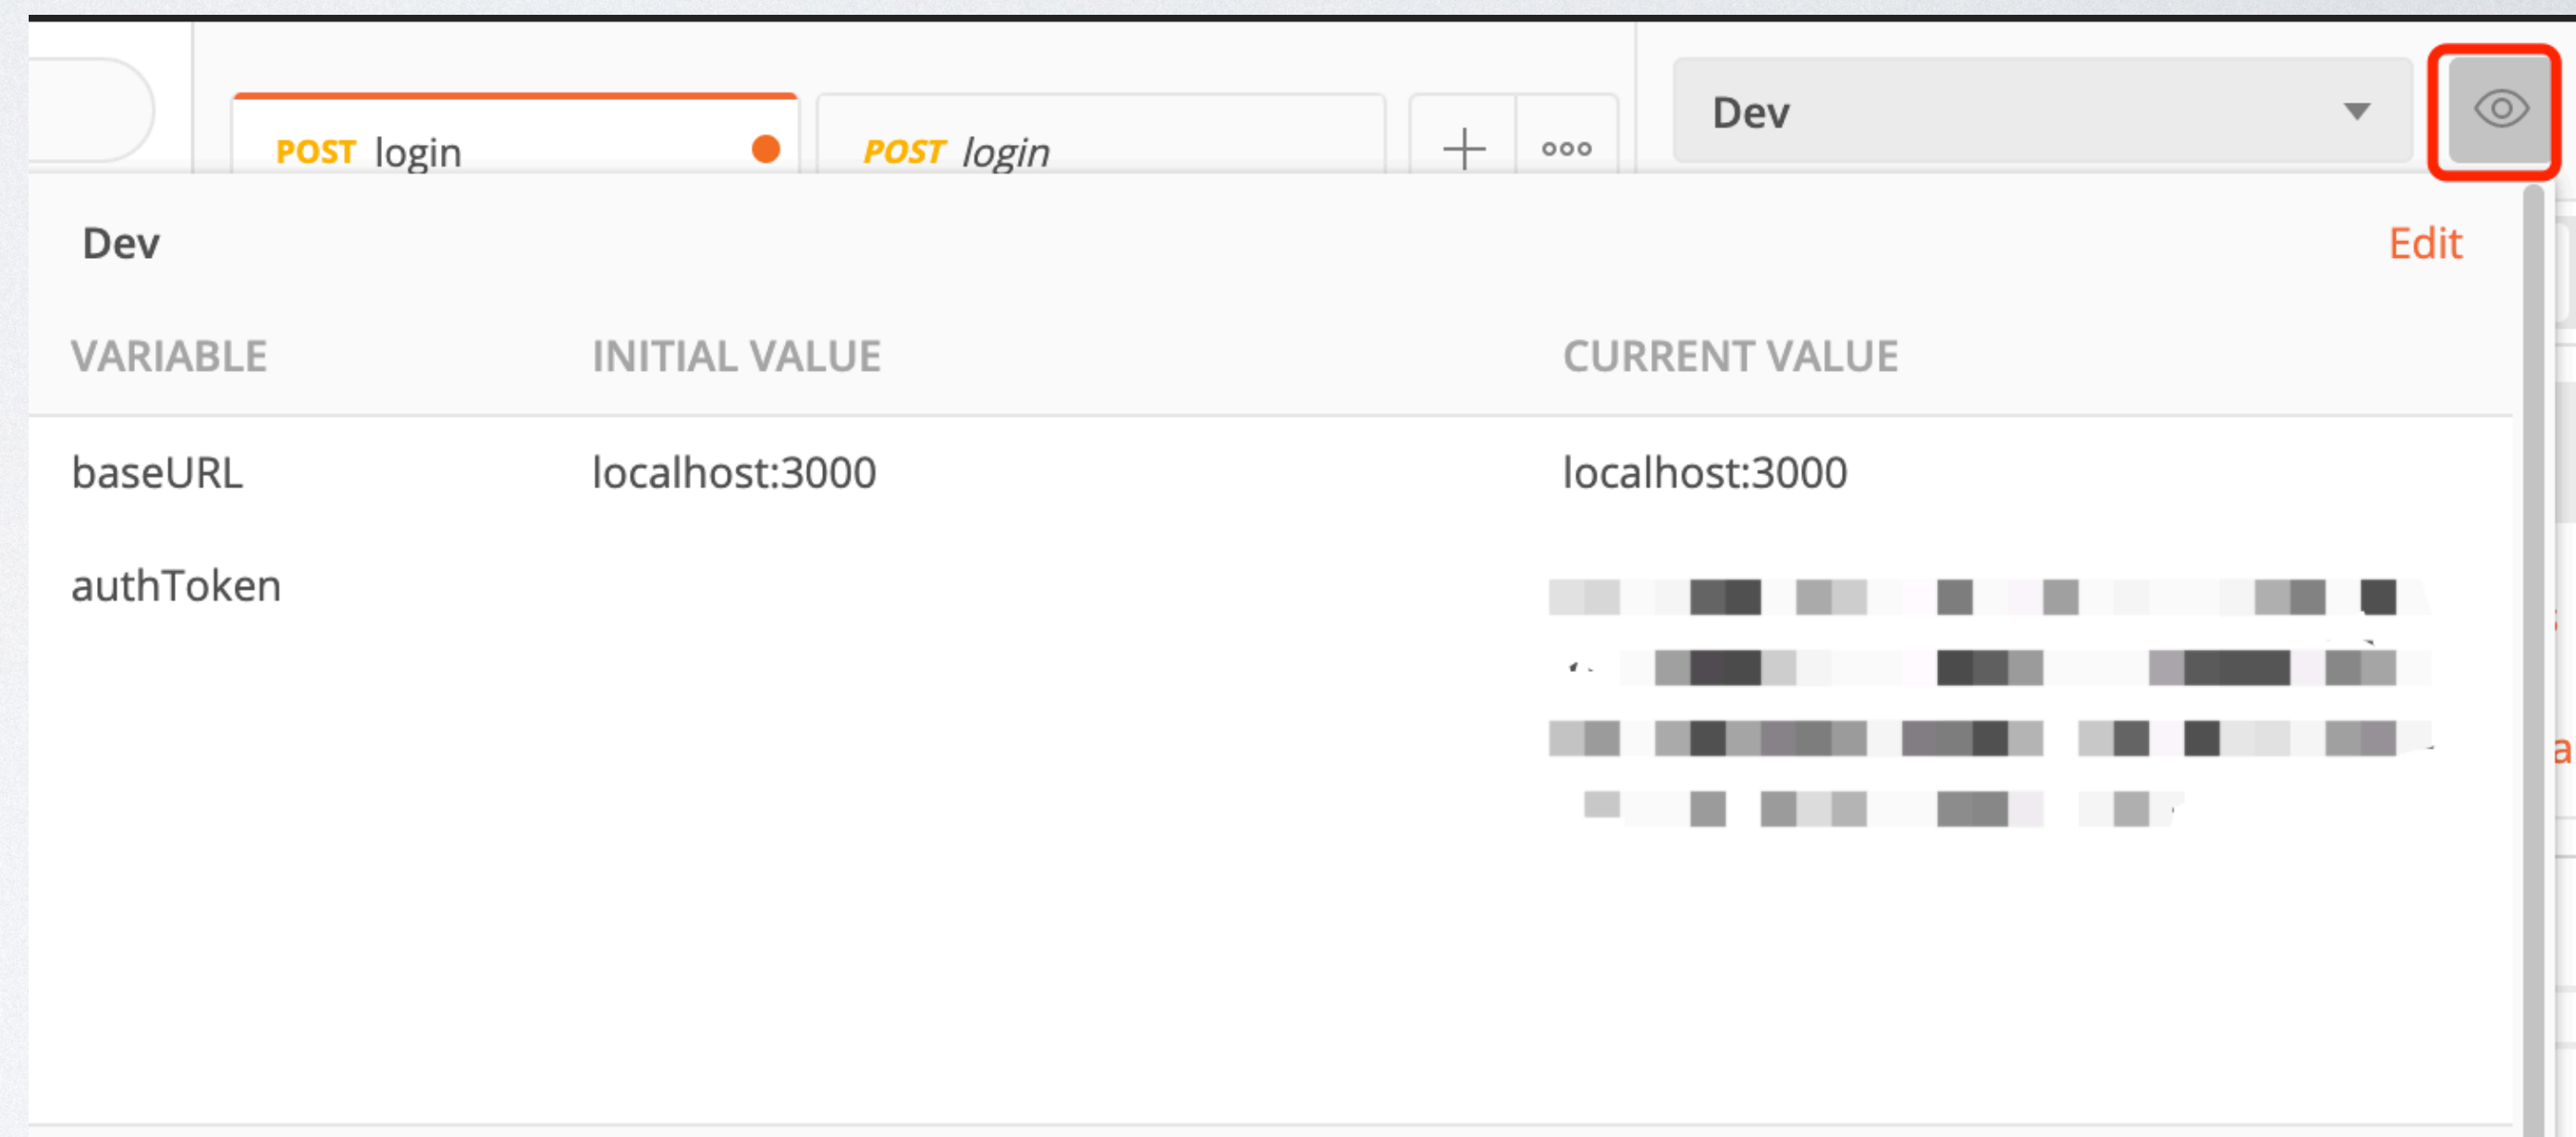 POST login
POST login
Dev
Dev
Edit
VARIABLE INITIAL VALUE CURRENT VALUE
baseURL localhost:3000 localhost:3000
authToken